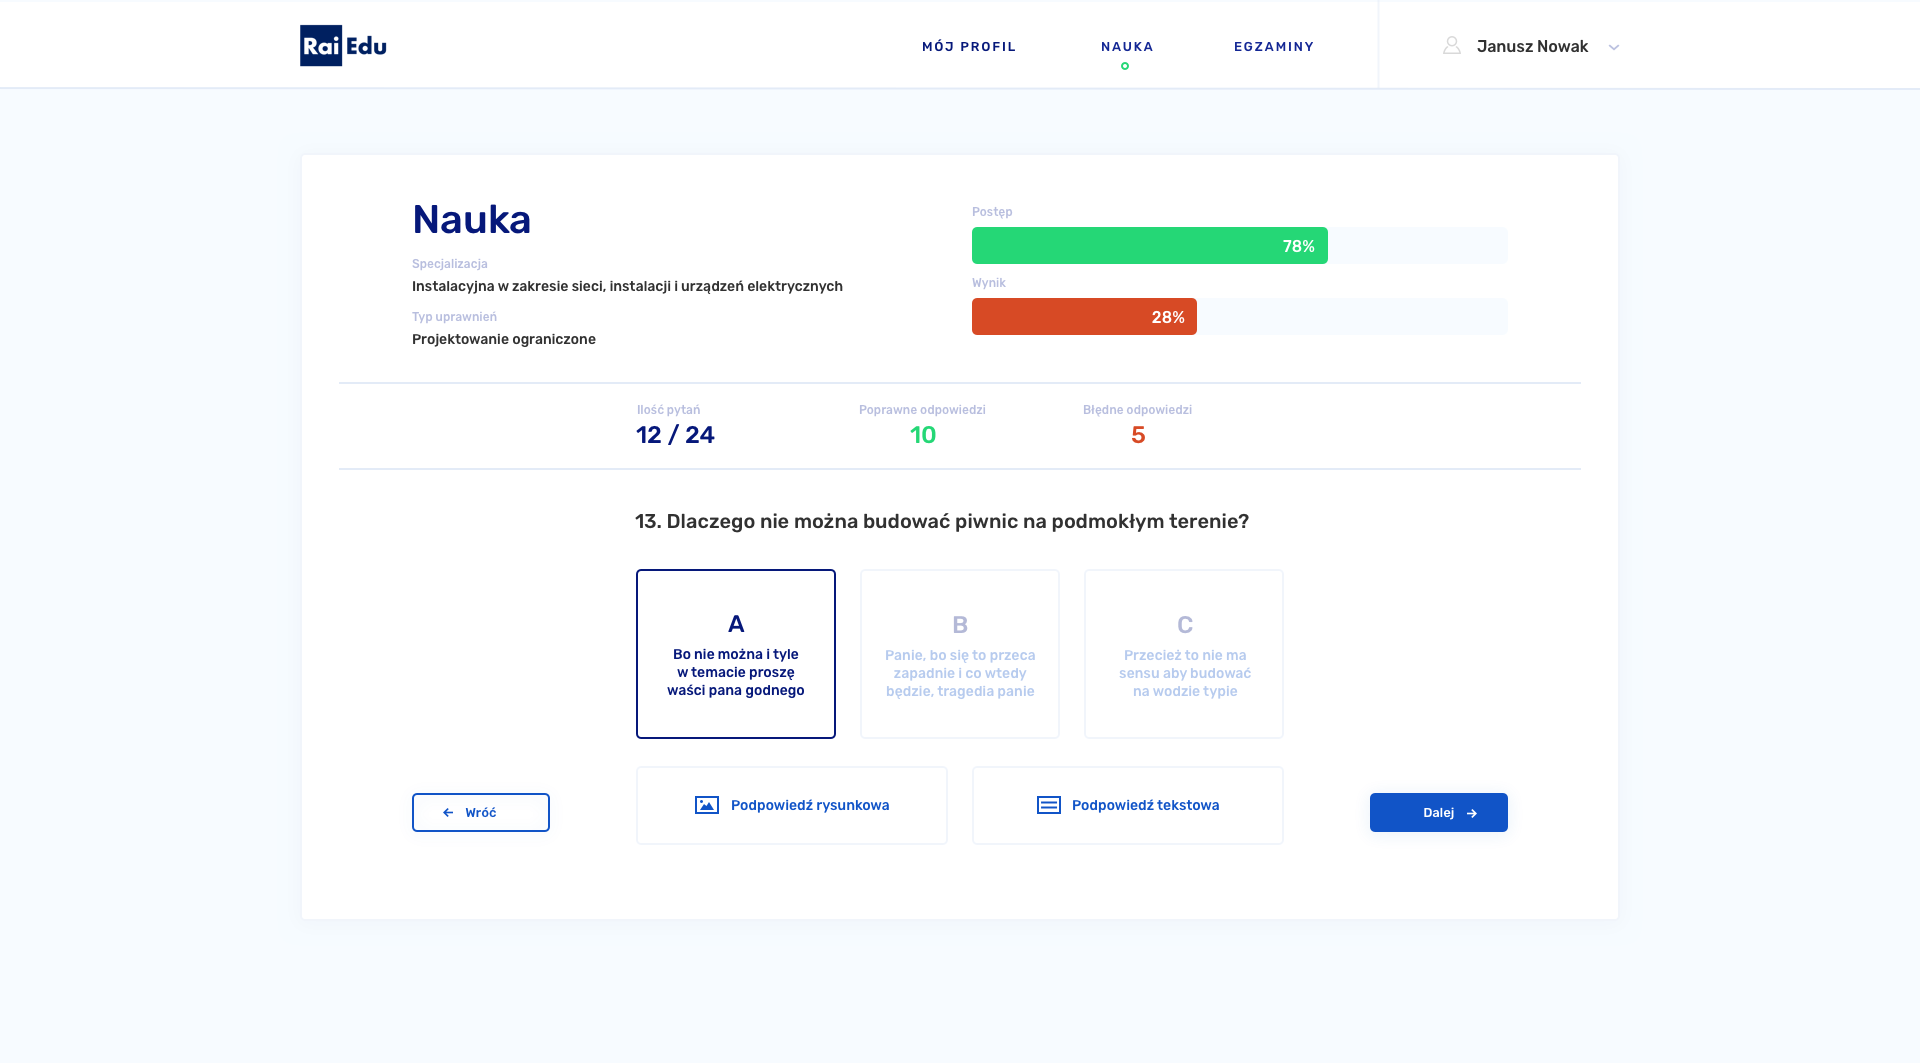 Rai Edu
MÓJ PROFIL
NAUKA
EGZAMINY
Janusz Nowak
Nauka
Specjalizacja
Instalacyjna w zakresie sieci, instalacji i urządzeń elektrycznych
Typ uprawnień
Projektowanie ograniczone
Postęp
78%
Wynik
28%
Ilość pytań
12 / 24
Poprawne odpowiedzi
10
Błędne odpowiedzi
5
13. Dlaczego nie można budować piwnic na podmokłym terenie?
A
Bo nie można i tyle
w temacie proszę
waści pana godnego
B
Panie, bo się to przeca
zapadnie i co wtedy
będzie, tragedia panie
C
Przecież to nie ma
sensu aby budować
na wodzie typie
← Wróć
Podpowiedź rysunkowa
Podpowiedź tekstowa
Dalej →